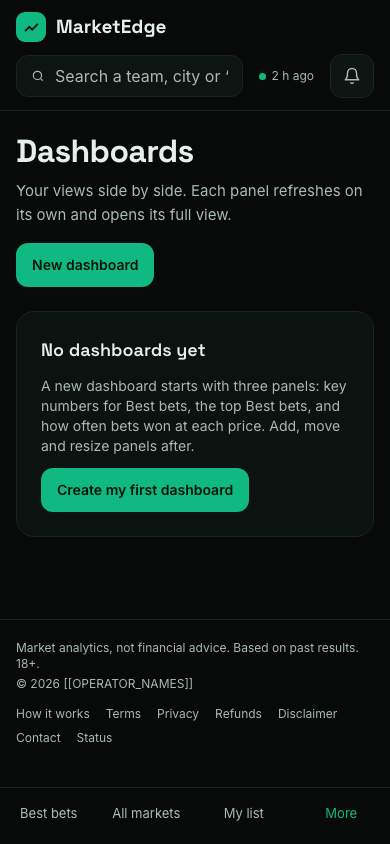 MarketEdge
Search a team, city or '
2 h ago
Dashboards
Your views side by side. Each panel refreshes on
its own and opens its full view.
New dashboard
No dashboards yet
A new dashboard starts with three panels: key
numbers for Best bets, the top Best bets, and
how often bets won at each price. Add, move
and resize panels after.
Create my first dashboard
Market analytics, not financial advice. Based on past results.
18+.
© 2026 [[OPERATOR_NAMES]]
How it works Terms Privacy Refunds Disclaimer
Contact Status
Best bets All markets My list More